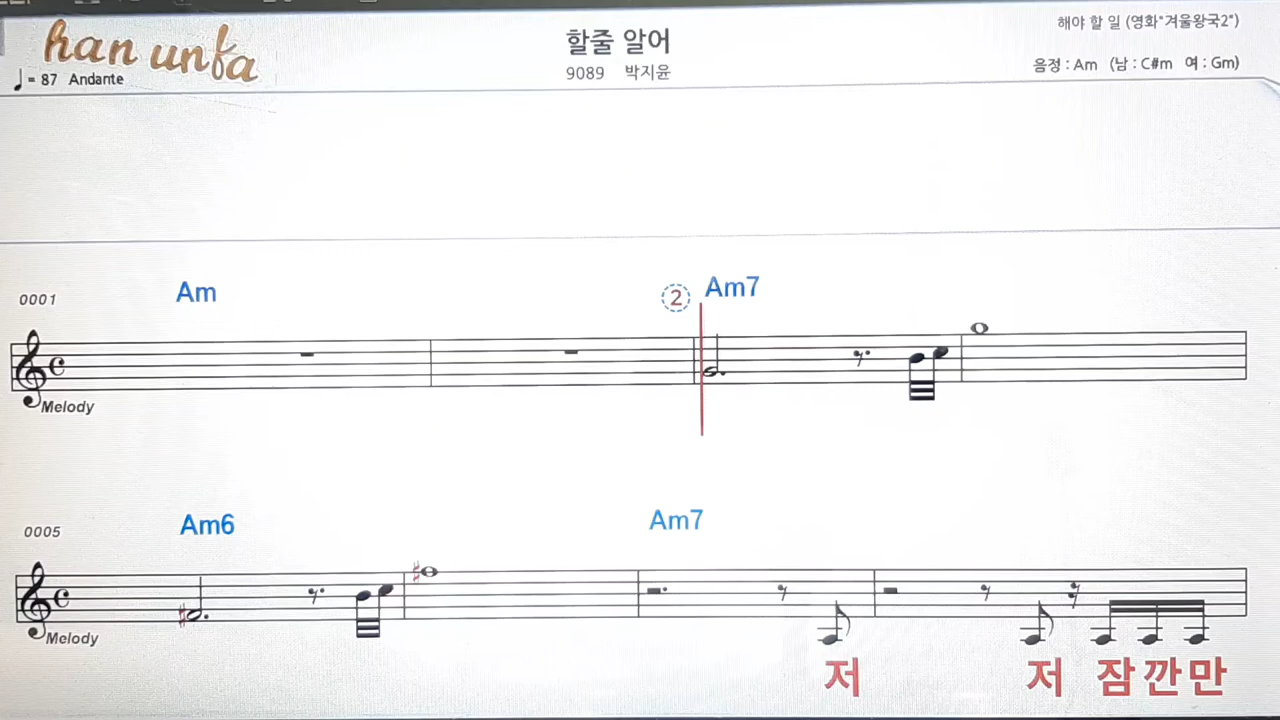 han unfa
♩= 87 Andante
할줄 알어
9089 박지윤
해야 할 일 (영화"겨울왕국2")
음정 : Am (남 : C#m 여 : Gm)
0001 Am ② Am7
Melody
0005 Am6 Am7
Melody
저 저 잠깐만